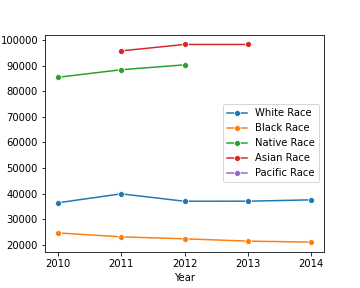 100000
90000
80000
70000
60000
50000
40000
30000
20000
White Race
Black Race
Native Race
Asian Race
Pacific Race
2010 2011 2012 2013 2014
Year